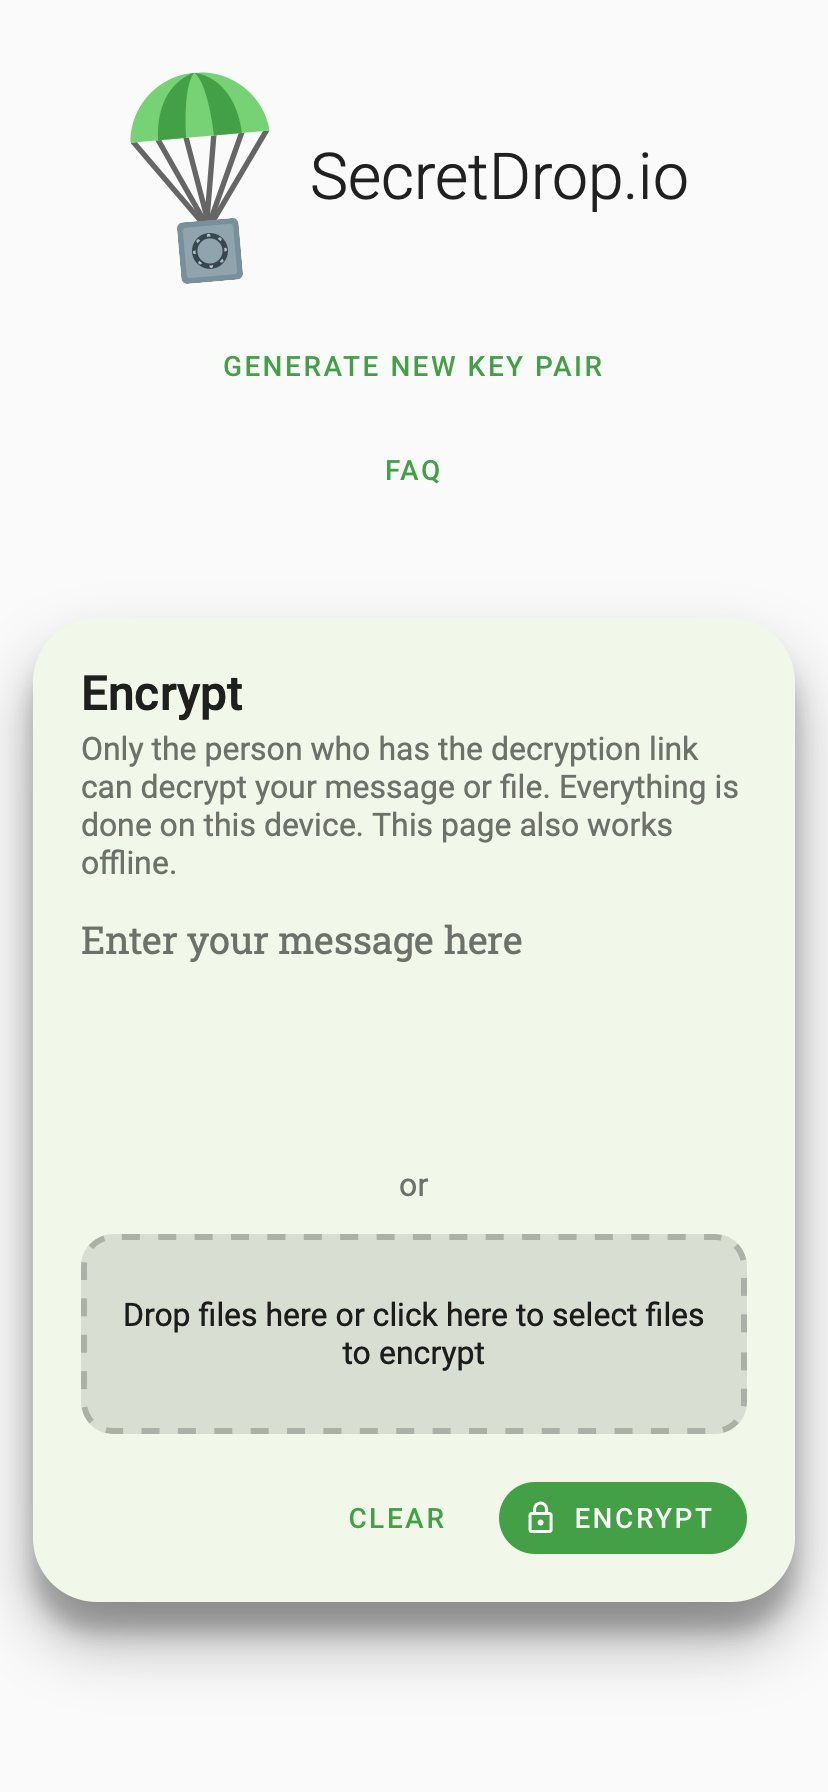 SecretDrop.io
GENERATE NEW KEY PAIR
FAQ
Encrypt
Only the person who has the decryption link
can decrypt your message or file. Everything is
done on this device. This page also works
offline.
Enter your message here
or
Drop files here or click here to select files
to encrypt
CLEAR
ENCRYPT